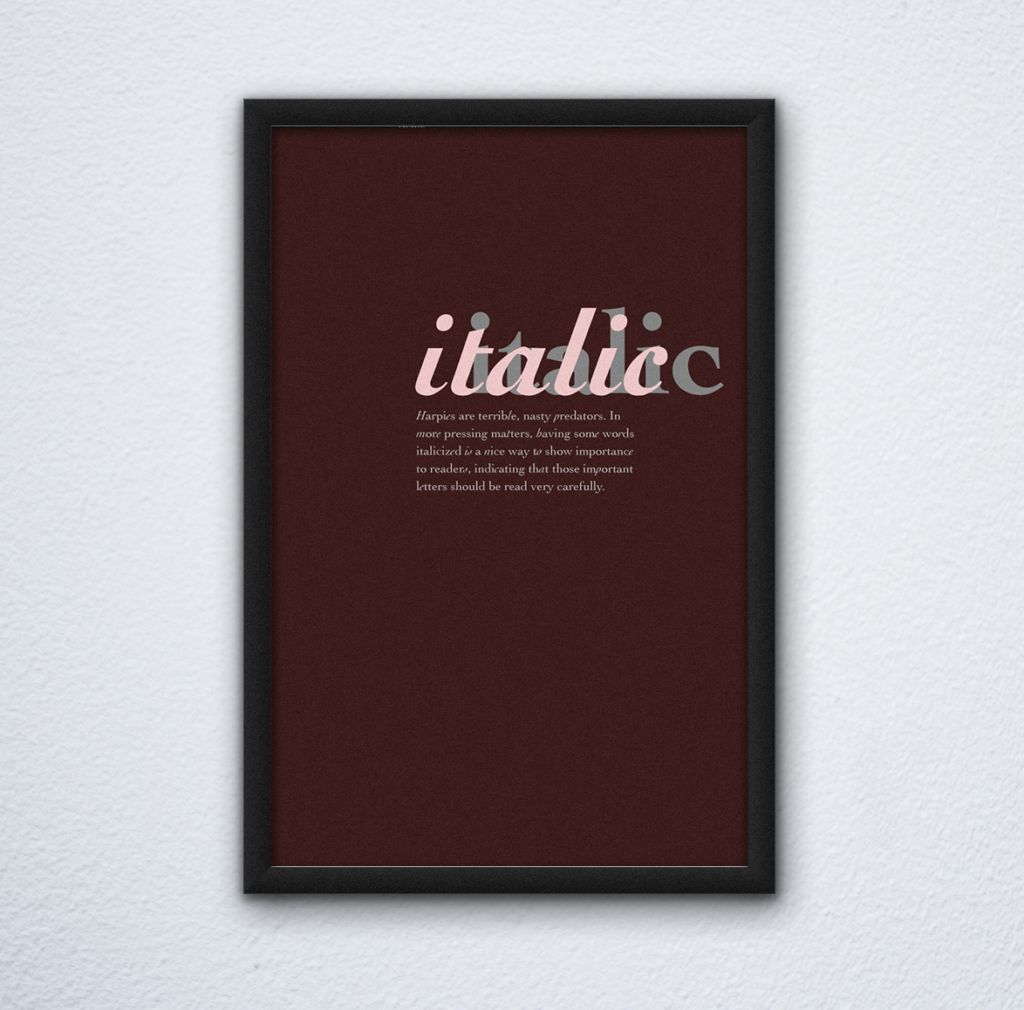 italic
italic
Harpies are terrible, nasty predators. In
more pressing matters, having some words
italicized is a nice way to show importance
to readers, indicating that those important
letters should be read very carefully.